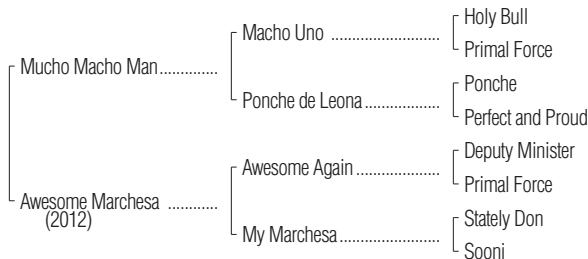 Holy Bull
Macho Uno ......................
Primal Force
Mucho Macho Man .............
Ponche
Ponche de Leona .................
Perfect and Proud
Deputy Minister
Awesome Again ...................
Primal Force
Awesome Marchesa ...........
(2012)
Stately Don
My Marchesa .......................
Sooni